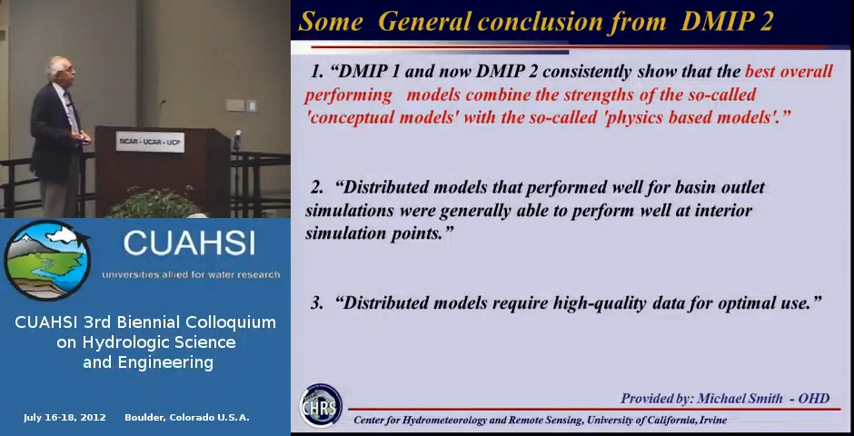 NCAR - UCAR - UCP
CUAHSI
universities allied for water research
CUAHSI 3rd Biennial Colloquium
on Hydrologic Science
and Engineering
July 16-18, 2012 Boulder, Colorado U.S.A.
Some General conclusion from DMIP 2
1. “DMIP 1 and now DMIP 2 consistently show that the best overall
performing models combine the strengths of the so-called
'conceptual models' with the so-called 'physics based models'.”
2. “Distributed models that performed well for basin outlet
simulations were generally able to perform well at interior
simulation points.”
3. “Distributed models require high-quality data for optimal use.”
Provided by: Michael Smith - OHD
CHRS
Center for Hydrometeorology and Remote Sensing, University of California, Irvine